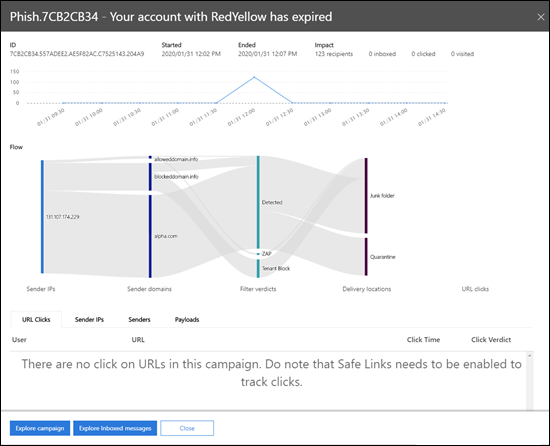 Phish.7CB2CB34 - Your account with RedYellow has expired
ID Started Ended Impact
7CB2CB34.557ADEE2.AE5F82AC.C7525143.204A9 2020/01/31 12:02 PM 2020/01/31 12:07 PM 123 recipients 0 inboxed 0 clicked 0 visited
150
100
50
0
01/31 09:30 01/31 10:00 01/31 10:30 01/31 11:00 01/31 11:30 01/31 12:00 01/31 12:30 01/31 13:00 01/31 13:30 01/31 14:00 01/31 14:30
Flow
alloweddomain.info
blockeddomain.info
131.107.174.229
alpha.com
Detected
ZAP
Tenant Block
Junk folder
Quarantine
Sender IPs Sender domains Filter verdicts Delivery locations URL clicks
URL Clicks Sender IPs Senders Payloads
User URL Click Time Click Verdict
There are no click on URLs in this campaign. Do note that Safe Links needs to be enabled to
track clicks.
Explore campaign Explore Inboxed messages Close